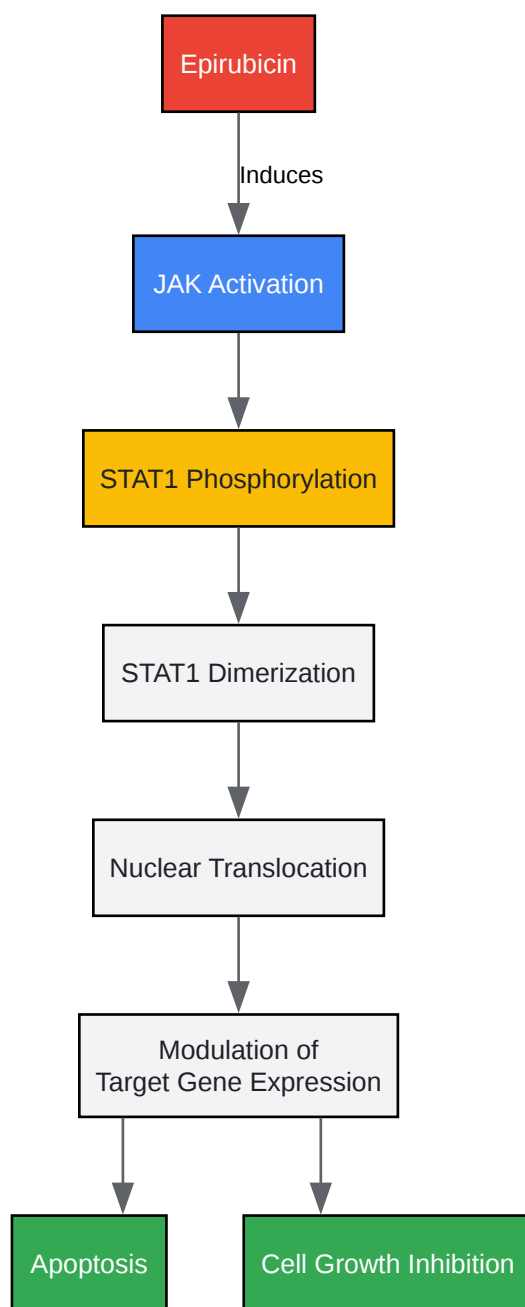 Epirubicin
Induces
JAK Activation
STAT1 Phosphorylation
STAT1 Dimerization
Nuclear Translocation
Modulation of
Target Gene Expression
Apoptosis
Cell Growth Inhibition